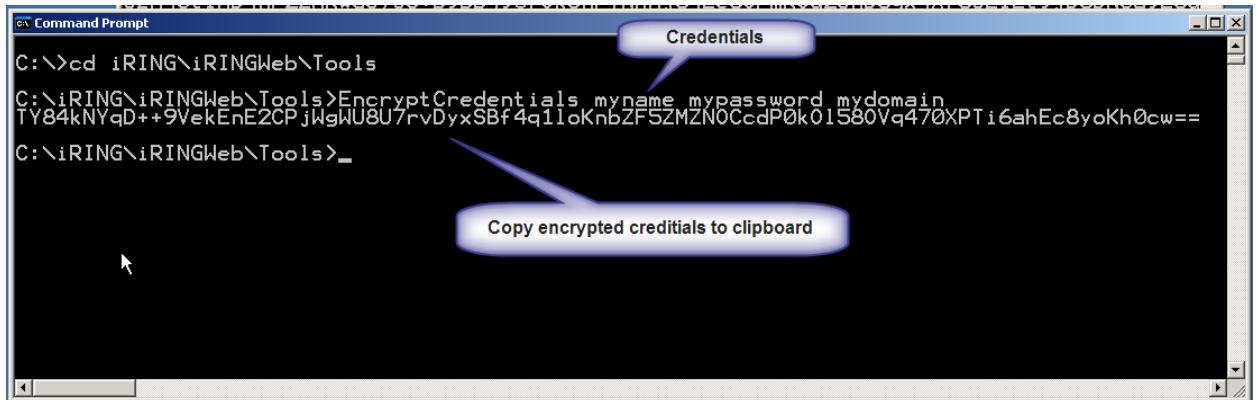 Command Prompt
Credentials
C:\>cd iRING\iRINGWeb\Tools
C:\iRING\iRINGWeb\Tools>EncryptCredentials myname mypassword mydomain
TY84kNYqD++9VekEnE2CPjWgWU8U7rvDyxSBf4q1loKnbZF5ZMZN0CcdP0kOl580Vq470XPTi6ahEc8yoKh0cw==
C:\iRING\iRINGWeb\Tools>_
Copy encrypted creditials to clipboard